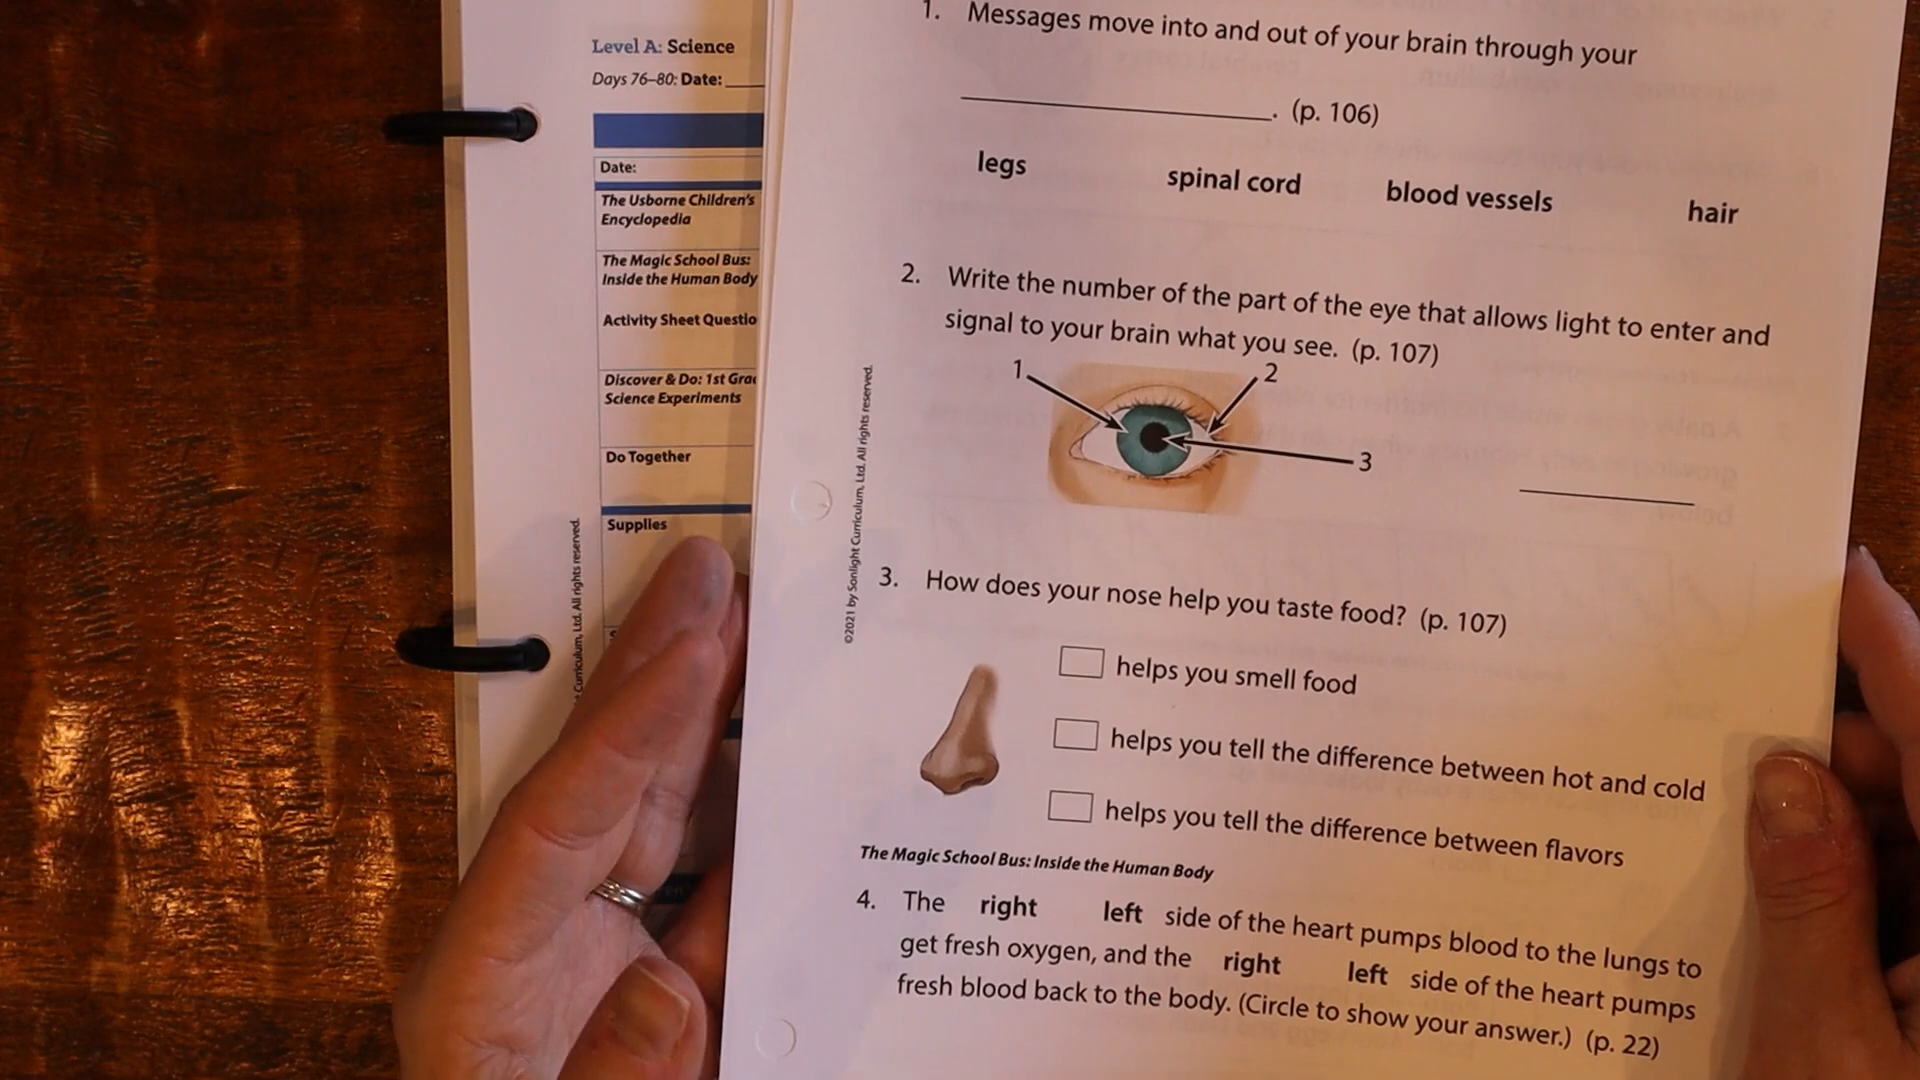 Level A: Science
Days 76–80: Date:
Date:
The Usborne Children's
Encyclopedia
The Magic School Bus:
Inside the Human Body
Activity Sheet Questio
Discover & Do: 1st Gra
Science Experiments
Do Together
Supplies
Curriculum, Ltd. All rights reserved.
1. Messages move into and out of your brain through your
. (p. 106)
legs spinal cord blood vessels hair
2. Write the number of the part of the eye that allows light to enter and
signal to your brain what you see. (p. 107)
1
2
3
©2021 by Sonlight Curriculum, Ltd. All rights reserved.
3. How does your nose help you taste food? (p. 107)
helps you smell food
helps you tell the difference between hot and cold
helps you tell the difference between flavors
The Magic School Bus: Inside the Human Body
4. The right left side of the heart pumps blood to the lungs to
get fresh oxygen, and the right left side of the heart pumps
fresh blood back to the body. (Circle to show your answer.) (p. 22)